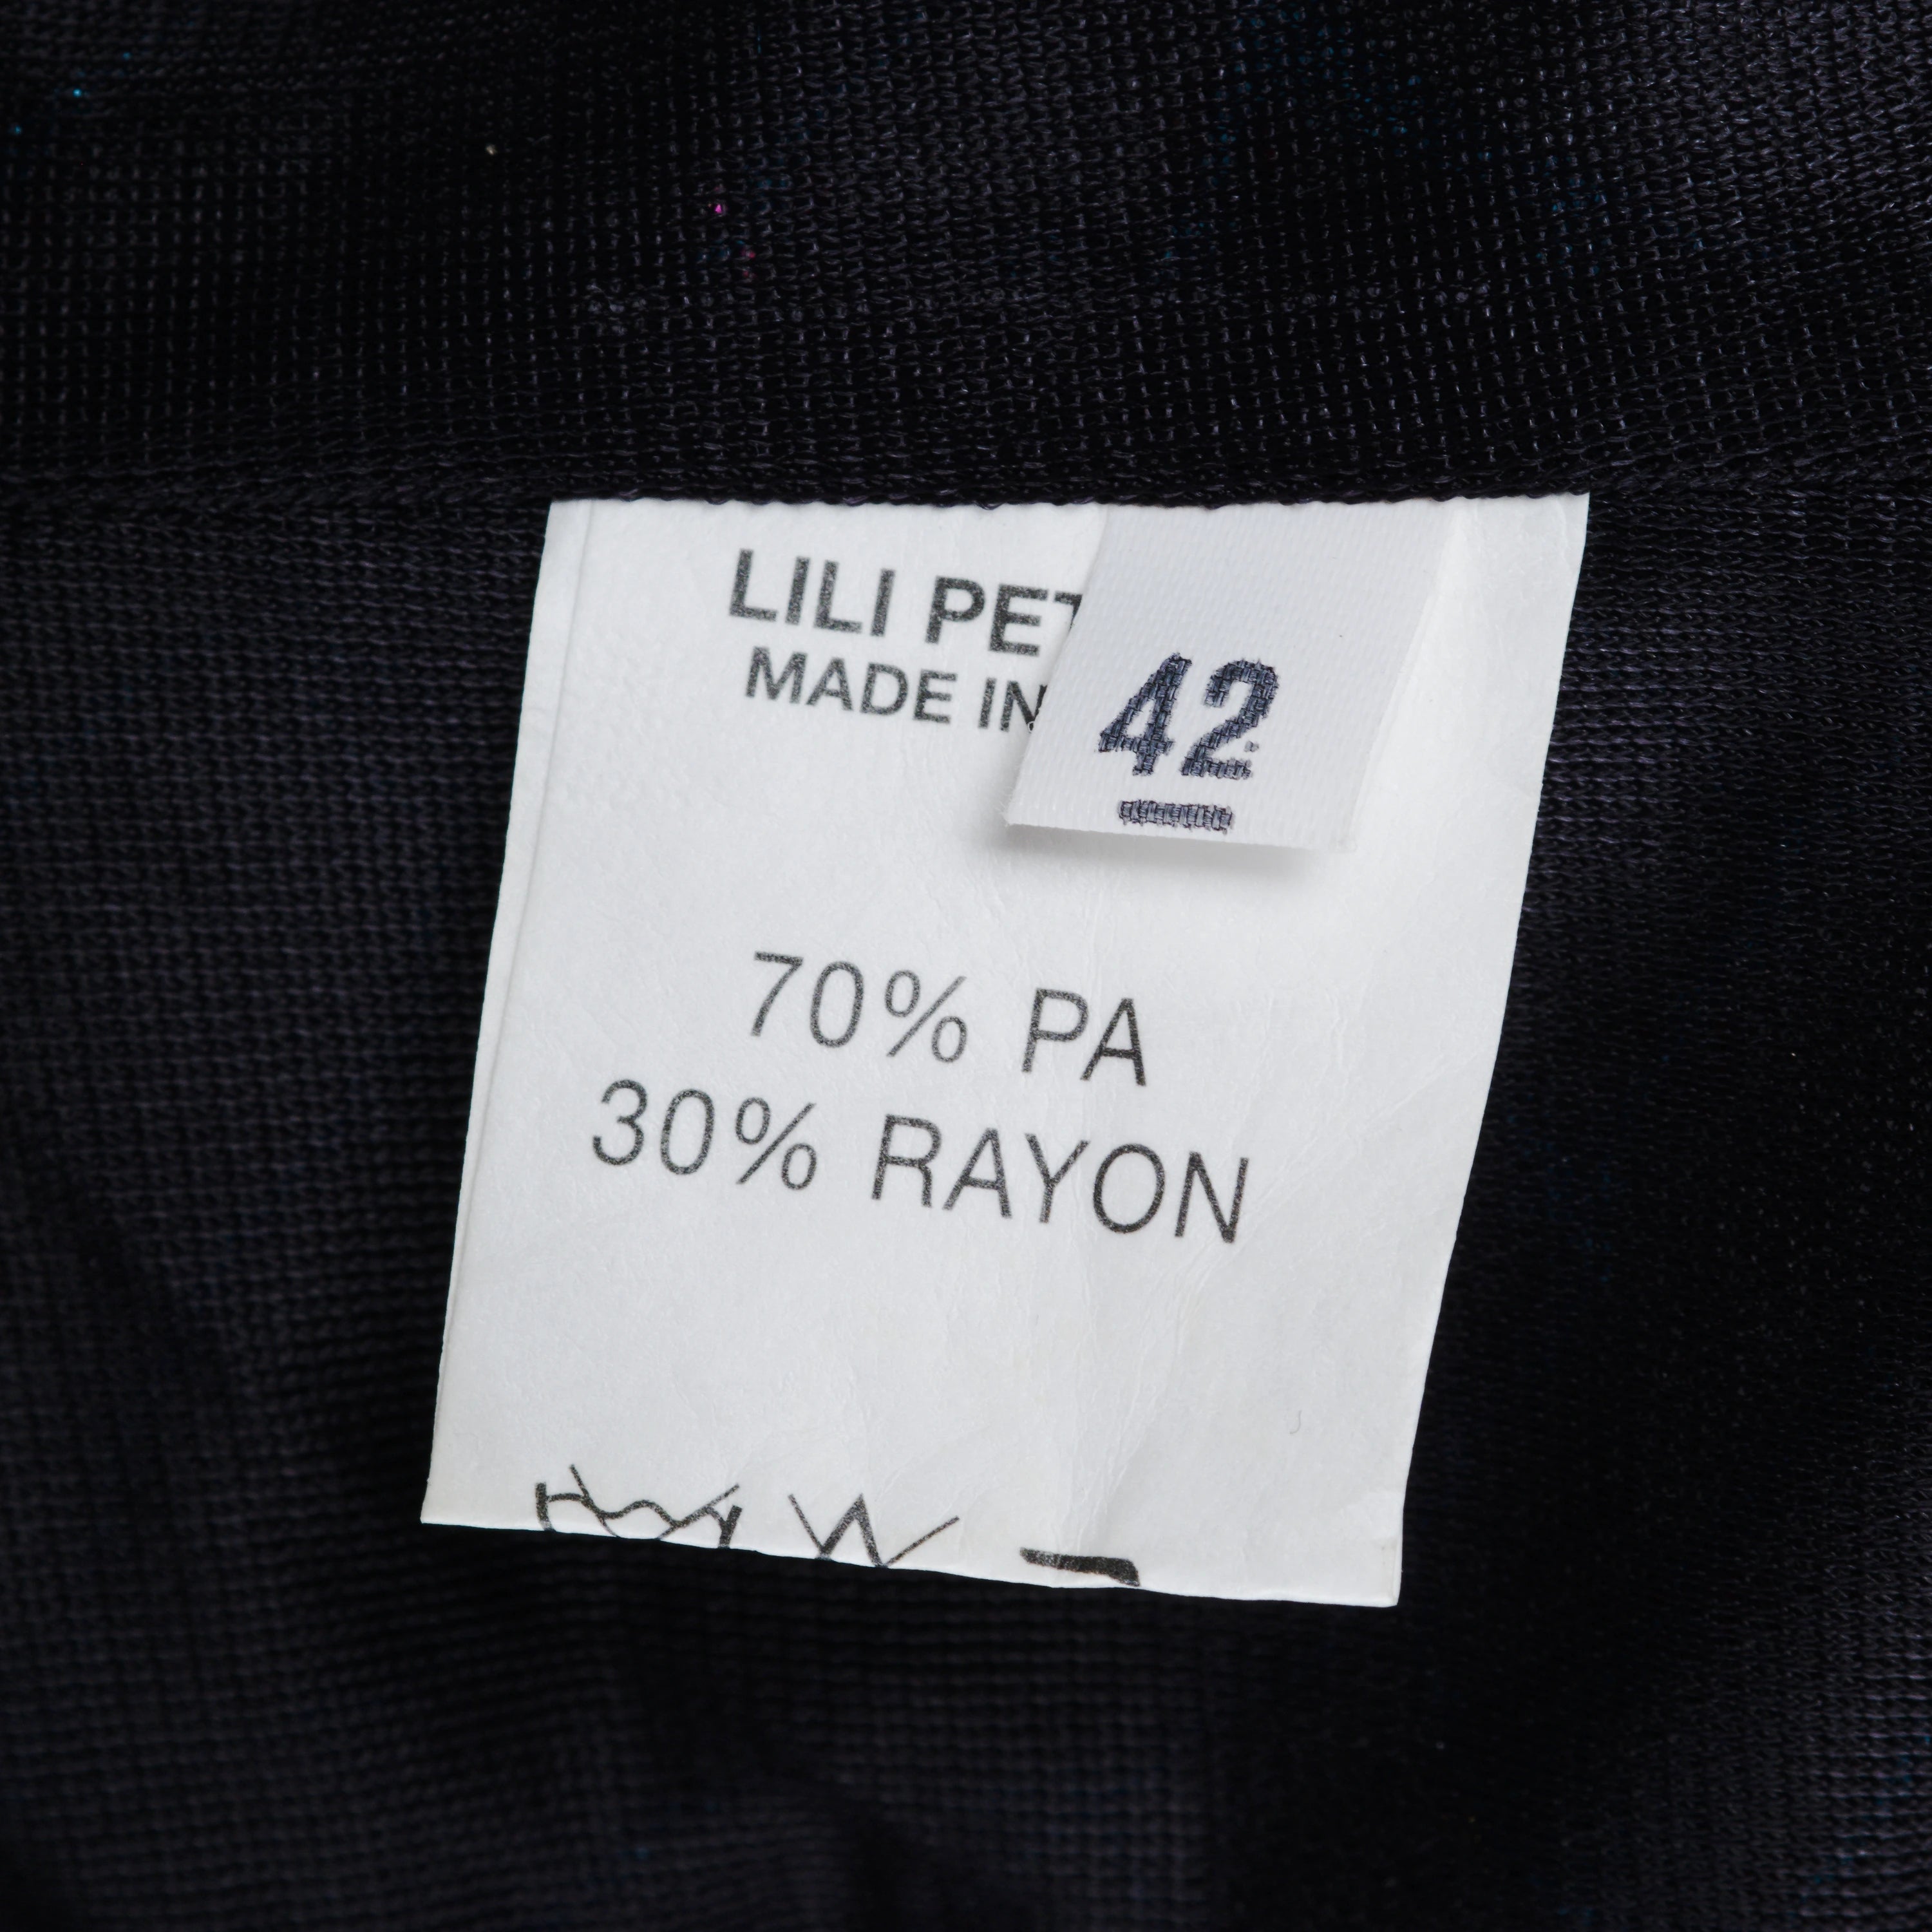 LILI PET
MADE IN
42
70% PA
30% RAYON